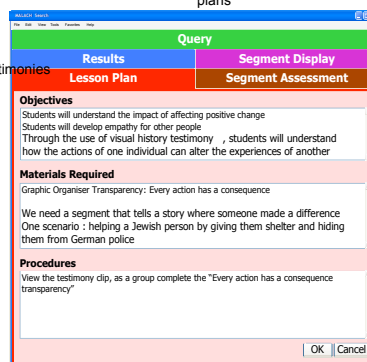 plans
MALACH Search
File Edit View Tools Favorites Help
Query
Results
Segment Display
timonies
Lesson Plan
Segment Assessment
Objectives
Students will understand the impact of affecting positive change
Students will develop empathy for other people
Through the use of visual history testimony , students will understand
how the actions of one individual can alter the experiences of another
Materials Required
Graphic Organiser Transparency: Every action has a consequence
We need a segment that tells a story where someone made a difference
One scenario : helping a Jewish person by giving them shelter and hiding
them from German police
Procedures
View the testimony clip, as a group complete the “Every action has a consequence
transparency”
OK
Cancel